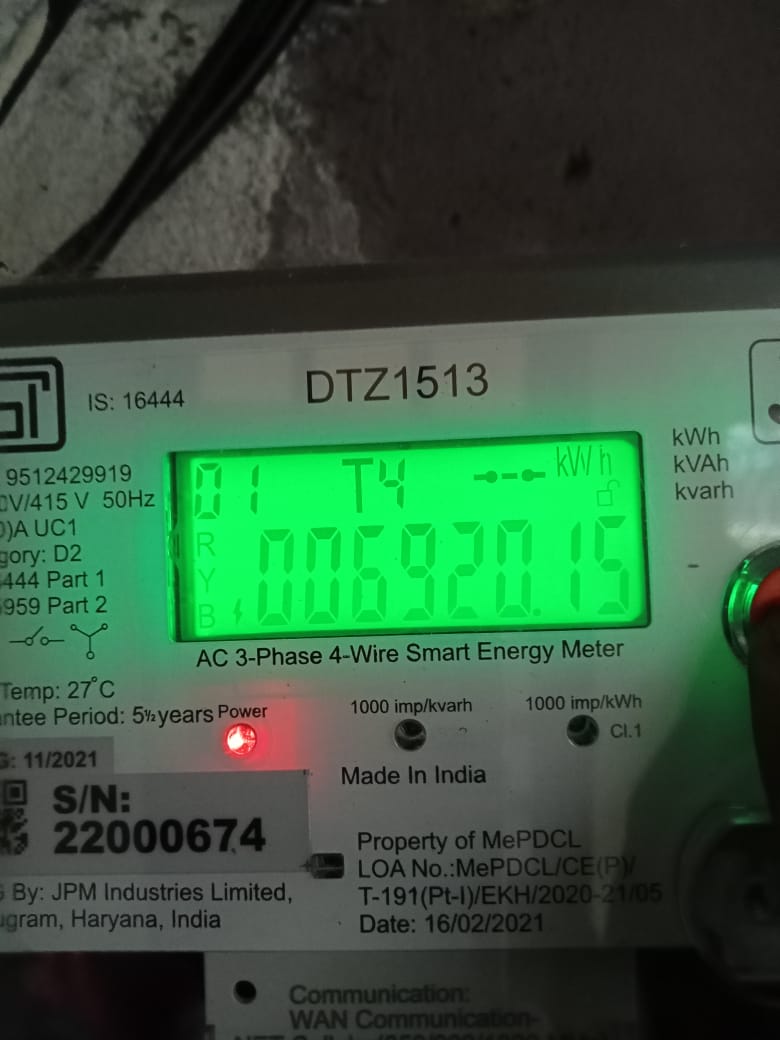 IS: 16444
DTZ1513
9512429919
V/415 V 50Hz
)A UC1
gory: D2
444 Part 1
959 Part 2
kWh
kVAh
kvarh
01 T4 kWh
R
Y
B
006920.15
AC 3-Phase 4-Wire Smart Energy Meter
Temp: 27°C
ntee Period: 5½ years
Power
1000 imp/kvarh
1000 imp/kWh
Cl.1
G: 11/2021
Made In India
S/N:
22000674
Property of MePDCL
LOA No.:MePDCL/CE(P)/
T-191(Pt-I)/EKH/2020-21/05
Date: 16/02/2021
G By: JPM Industries Limited,
ugram, Haryana, India
Communication:
WAN Communication-